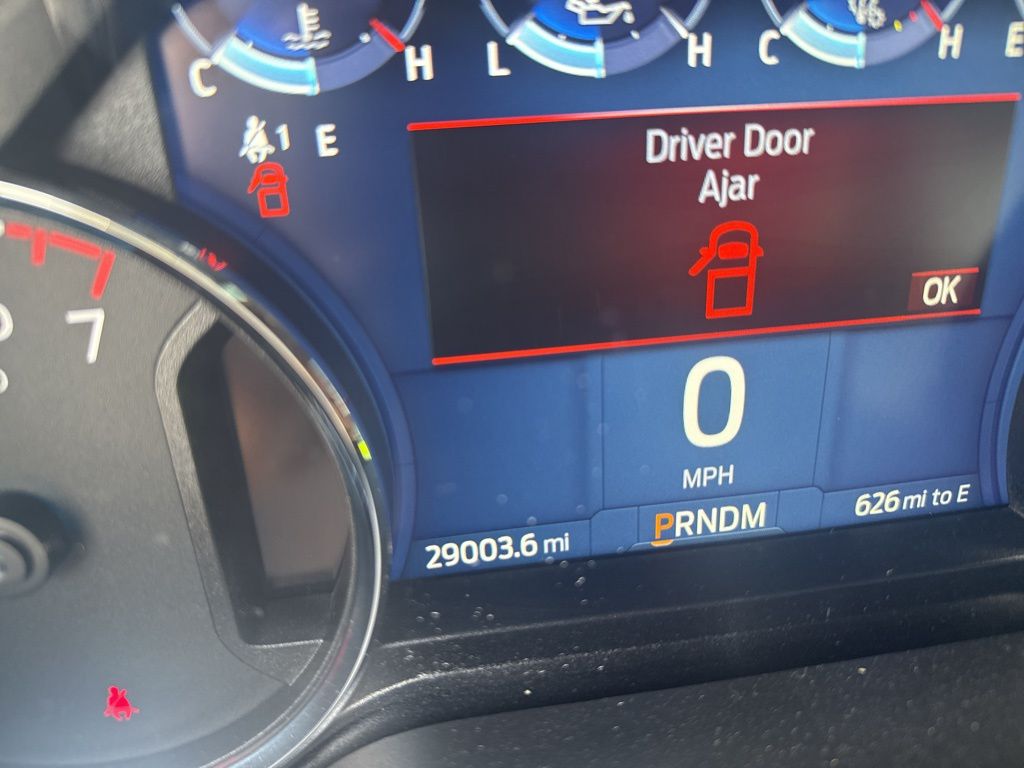 C H L H C H E
1 E
Driver Door
Ajar
OK
7
0
MPH
626 mi to E
PRNDM
29003.6 mi